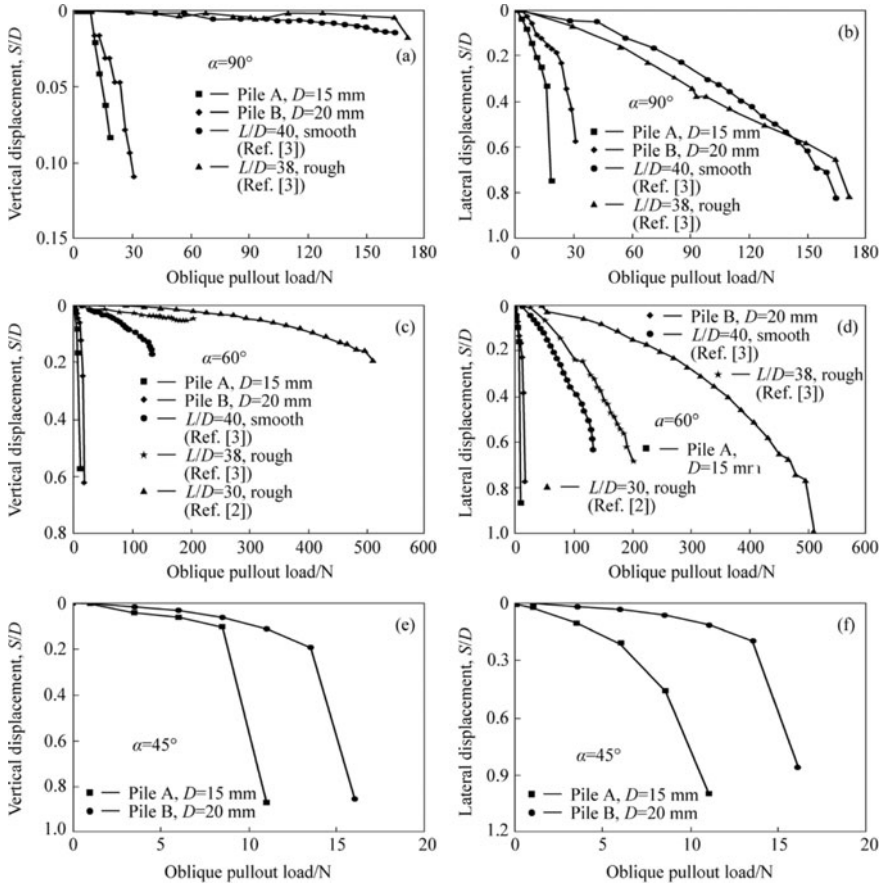 0
0.05
0.10
0.15
Vertical displacement, S/D
(a)
α=90°
Pile A, D=15 mm
Pile B, D=20 mm
L/D=40, smooth
(Ref. [3])
L/D=38, rough
(Ref. [3])
0 30 60 90 120 150 180
Oblique pullout load/N
0
0.2
0.4
0.6
0.8
1.0
Lateral displacement, S/D
(b)
α=90°
Pile A, D=15 mm
Pile B, D=20 mm
L/D=40, smooth
(Ref. [3])
L/D=38, rough
(Ref. [3])
0 30 60 90 120 150 180
Oblique pullout load/N
0
0.2
0.4
0.6
0.8
Vertical displacement, S/D
(c)
α=60°
Pile A, D=15 mm
Pile B, D=20 mm
L/D=40, smooth
(Ref. [3])
L/D=38, rough
(Ref. [3])
L/D=30, rough
(Ref. [2])
0 100 200 300 400 500 600
Oblique pullout load/N
0
0.2
0.4
0.6
0.8
1.0
Lateral displacement, S/D
(d)
Pile B, D=20 mm
L/D=40, smooth
(Ref. [3])
L/D=38, rough
(Ref. [3])
a=60°
Pile A,
D=15 mm
L/D=30, rough
(Ref. [2])
0 100 200 300 400 500 600
Oblique pullout load/N
0
0.2
0.4
0.6
0.8
1.0
Vertical displacement, S/D
(e)
α=45°
Pile A, D=15 mm
Pile B, D=20 mm
0 5 10 15 20
Oblique pullout load/N
0
0.3
0.6
0.9
1.2
Lateral displacement, S/D
(f)
α=45°
Pile A, D=15 mm
Pile B, D=20 mm
0 5 10 15 20
Oblique pullout load/N